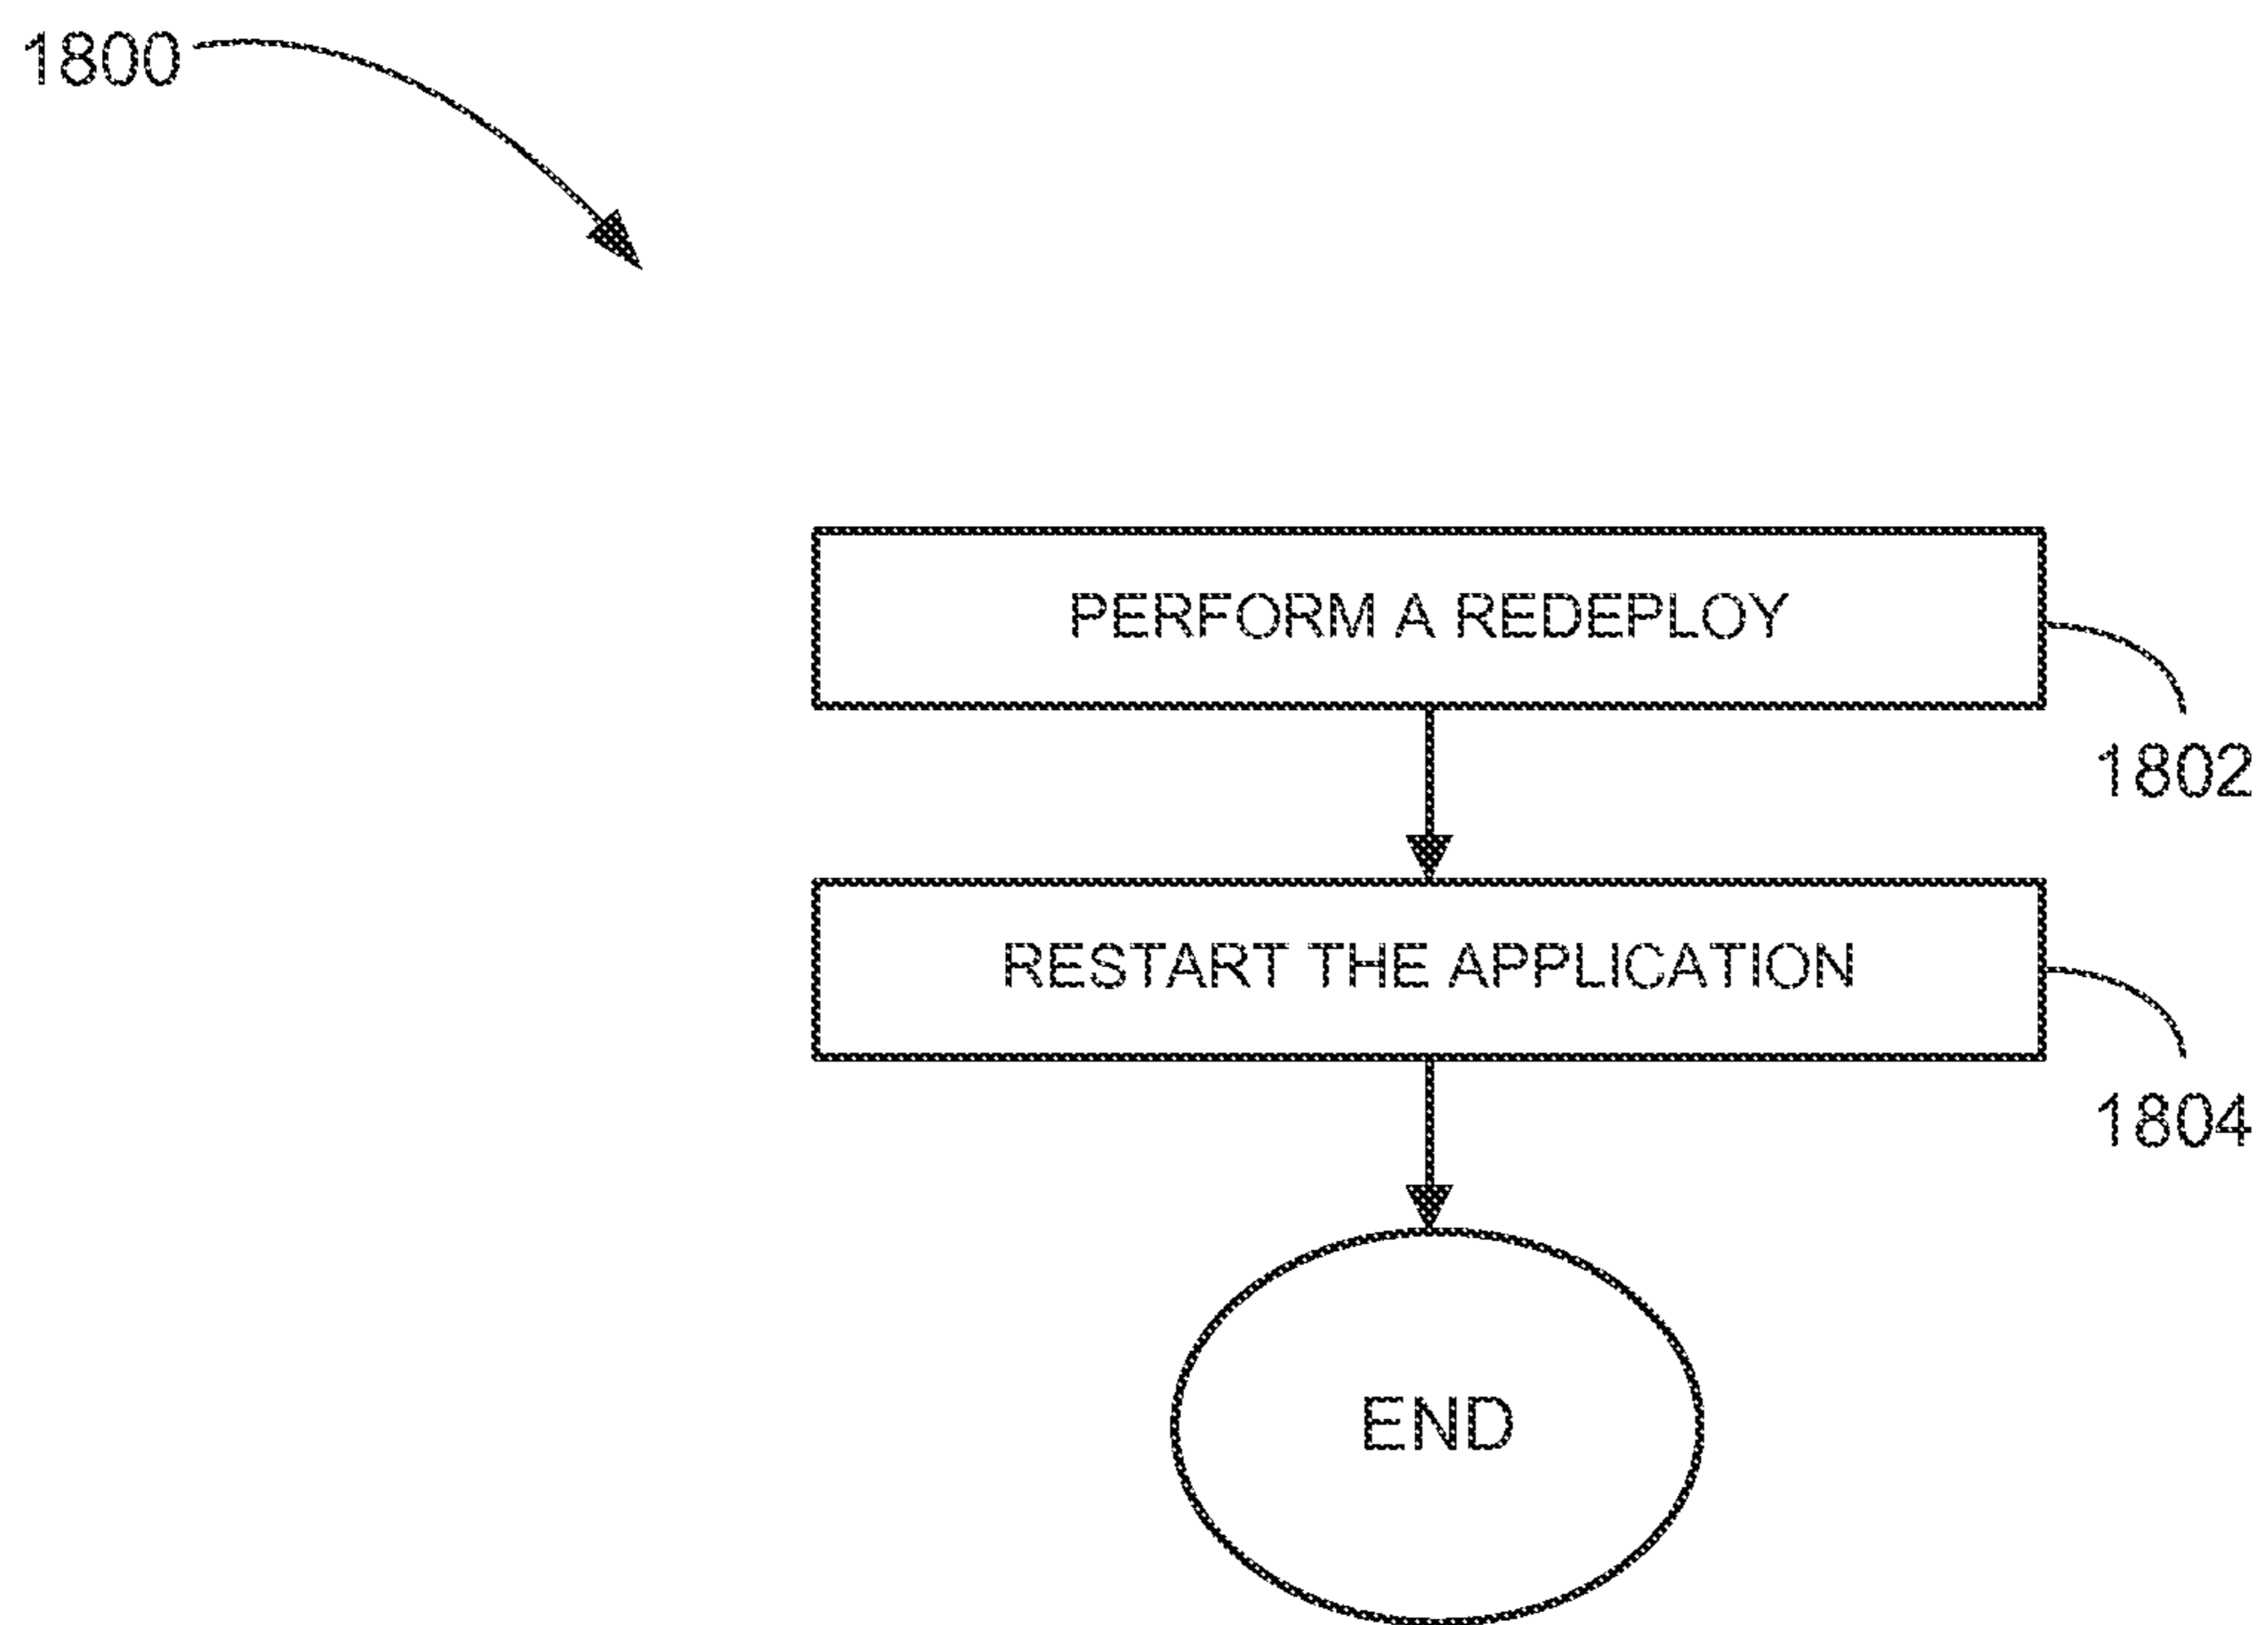 1800
PERFORM A REDEPLOY
1802
RESTART THE APPLICATION
1804
END